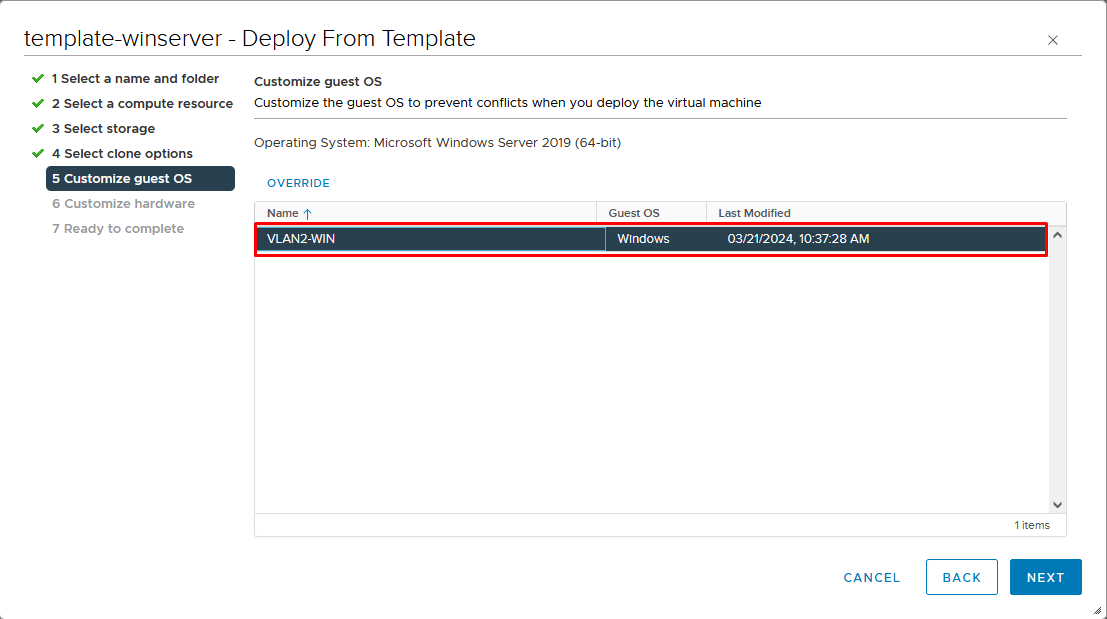 template-winserver - Deploy From Template
1 Select a name and folder
2 Select a compute resource
3 Select storage
4 Select clone options
5 Customize guest OS
6 Customize hardware
7 Ready to complete
Customize guest OS
Customize the guest OS to prevent conflicts when you deploy the virtual machine
Operating System: Microsoft Windows Server 2019 (64-bit)
OVERRIDE
Name ↑ Guest OS Last Modified
VLAN2-WIN Windows 03/21/2024, 10:37:28 AM
1 items
CANCEL BACK NEXT